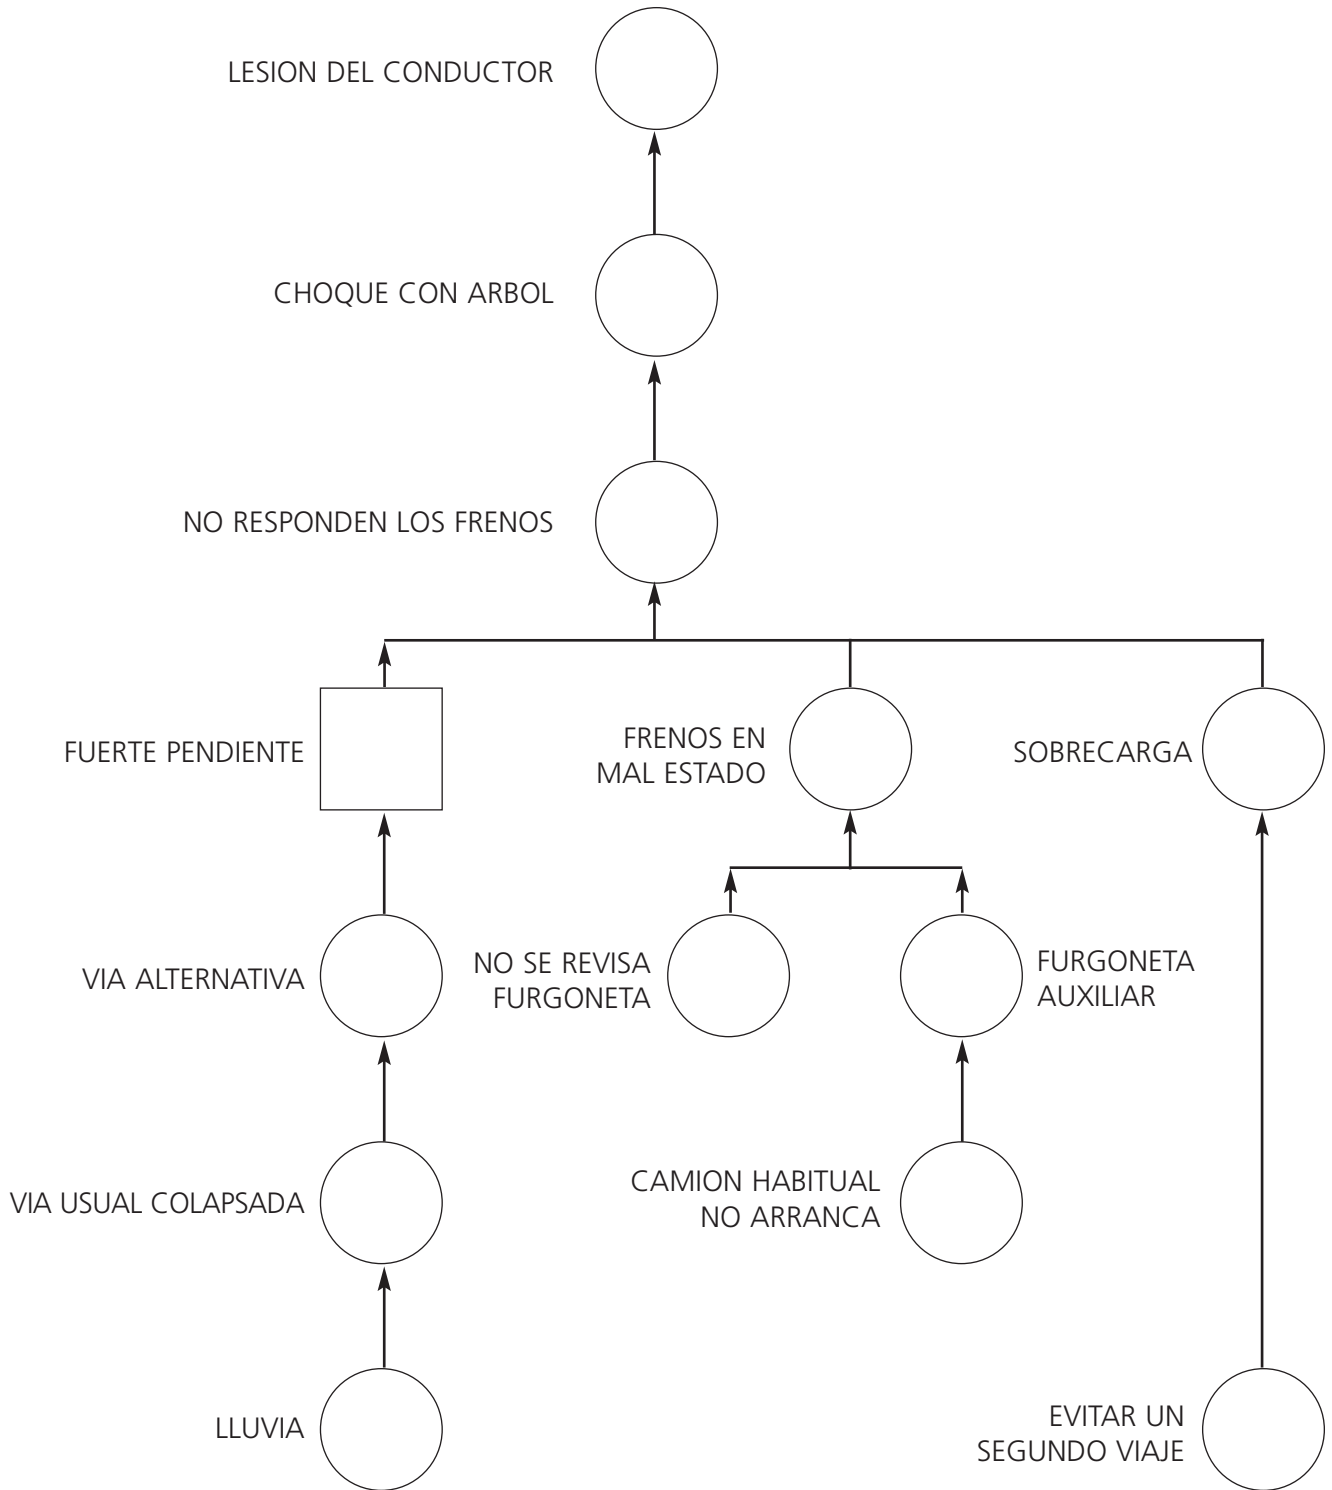 LESION DEL CONDUCTOR
CHOQUE CON ARBOL
NO RESPONDEN LOS FRENOS
FUERTE PENDIENTE
FRENOS EN
MAL ESTADO
SOBRECARGA
VIA ALTERNATIVA
NO SE REVISA
FURGONETA
FURGONETA
AUXILIAR
VIA USUAL COLAPSADA
CAMION HABITUAL
NO ARRANCA
LLUVIA
EVITAR UN
SEGUNDO VIAJE